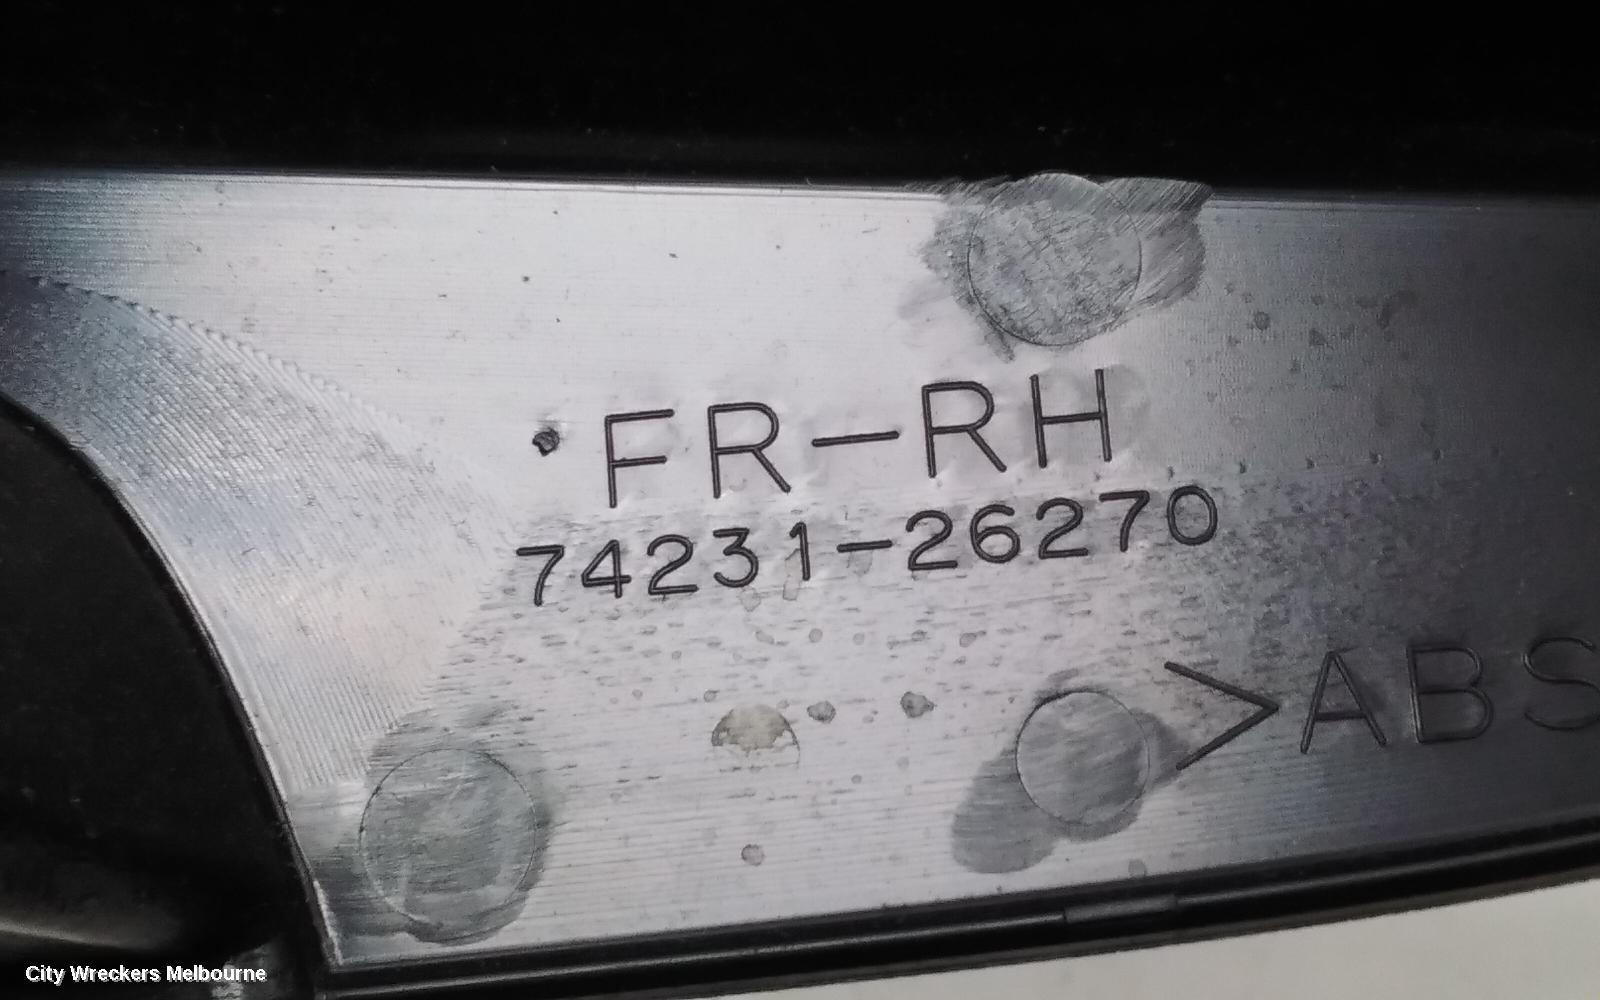 FR-RH
74231-26270
>ABS
City Wreckers Melbourne